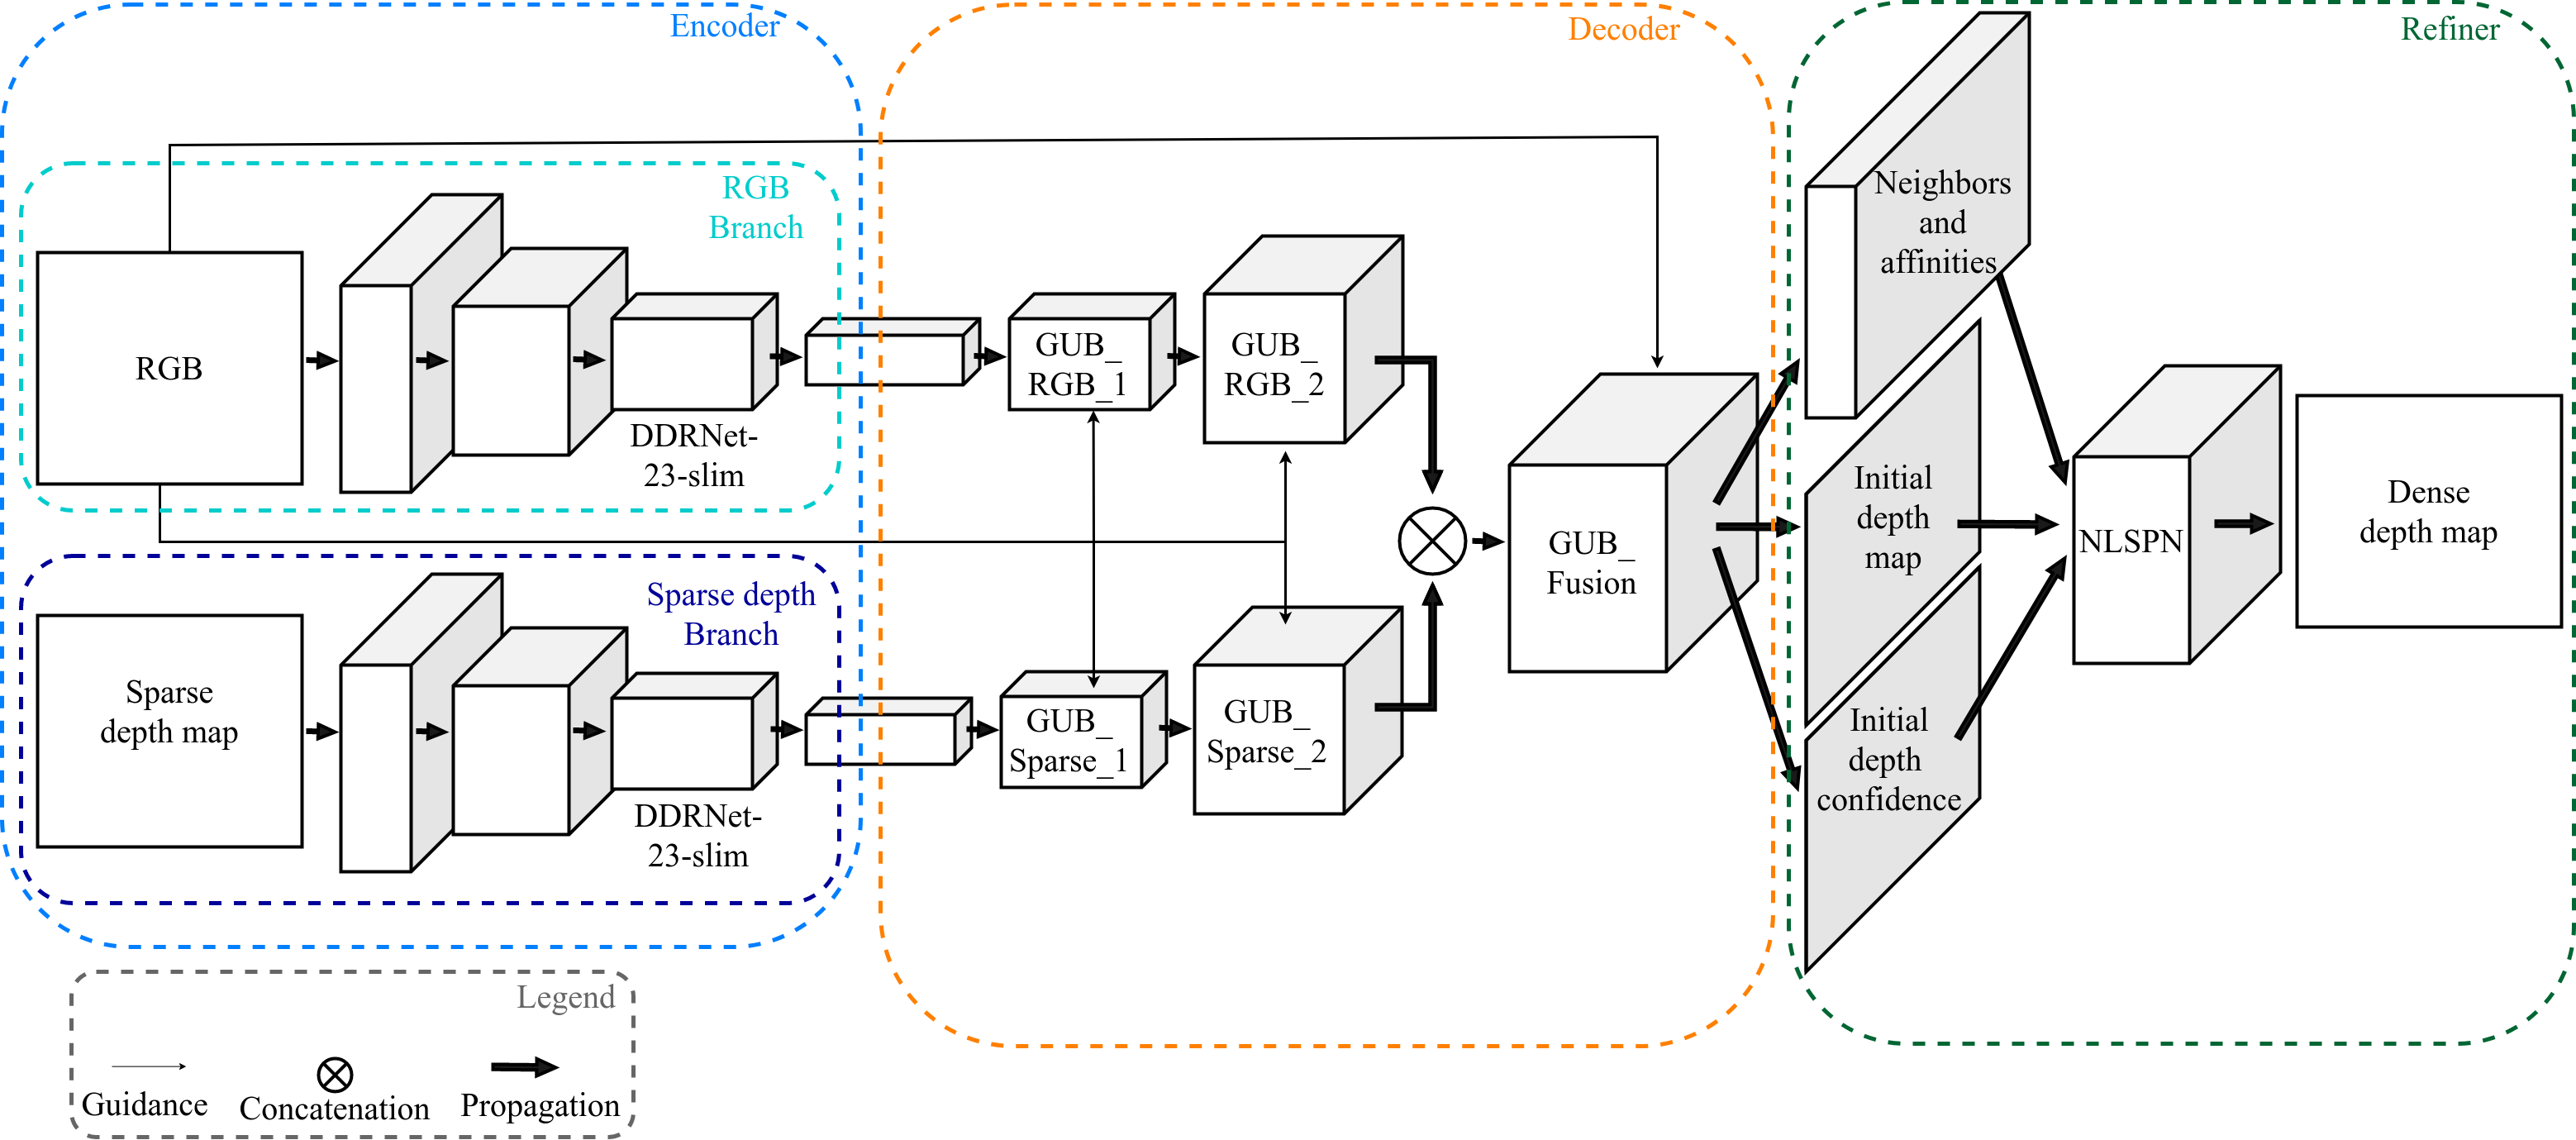 Encoder
Decoder
Refiner
RGB
Branch
RGB
DDRNet-
23-slim
GUB_
RGB_1
GUB_
RGB_2
Sparse depth
Branch
Sparse
depth map
DDRNet-
23-slim
GUB_
Sparse_1
GUB_
Sparse_2
GUB_
Fusion
Neighbors
and
affinities
Initial
depth
map
Initial
depth
confidence
NLSPN
Dense
depth map
Legend
Guidance
Concatenation
Propagation